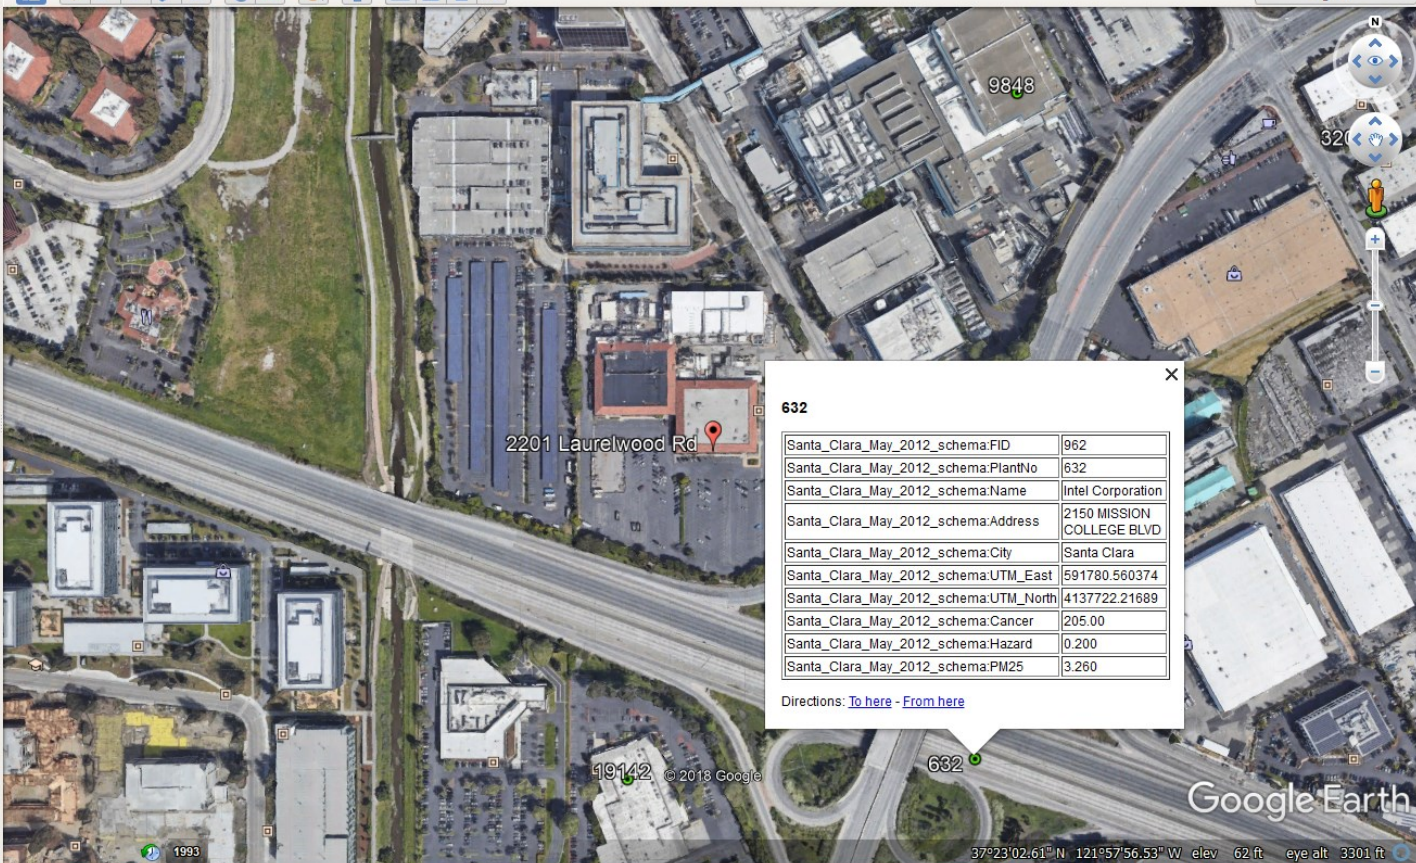 N
9848
320
2201 Laurelwood Rd
632
Santa_Clara_May_2012_schema:FID 962
Santa_Clara_May_2012_schema:PlantNo 632
Santa_Clara_May_2012_schema:Name Intel Corporation
Santa_Clara_May_2012_schema:Address 2150 MISSION
COLLEGE BLVD
Santa_Clara_May_2012_schema:City Santa Clara
Santa_Clara_May_2012_schema:UTM_East 591780.560374
Santa_Clara_May_2012_schema:UTM_North 4137722.21689
Santa_Clara_May_2012_schema:Cancer 205.00
Santa_Clara_May_2012_schema:Hazard 0.200
Santa_Clara_May_2012_schema:PM25 3.260
Directions: To here - From here
632
19142 © 2018 Google
Google Earth
1993
37°23'02.61" N 121°57'56.53" W elev 62 ft eye alt 3301 ft